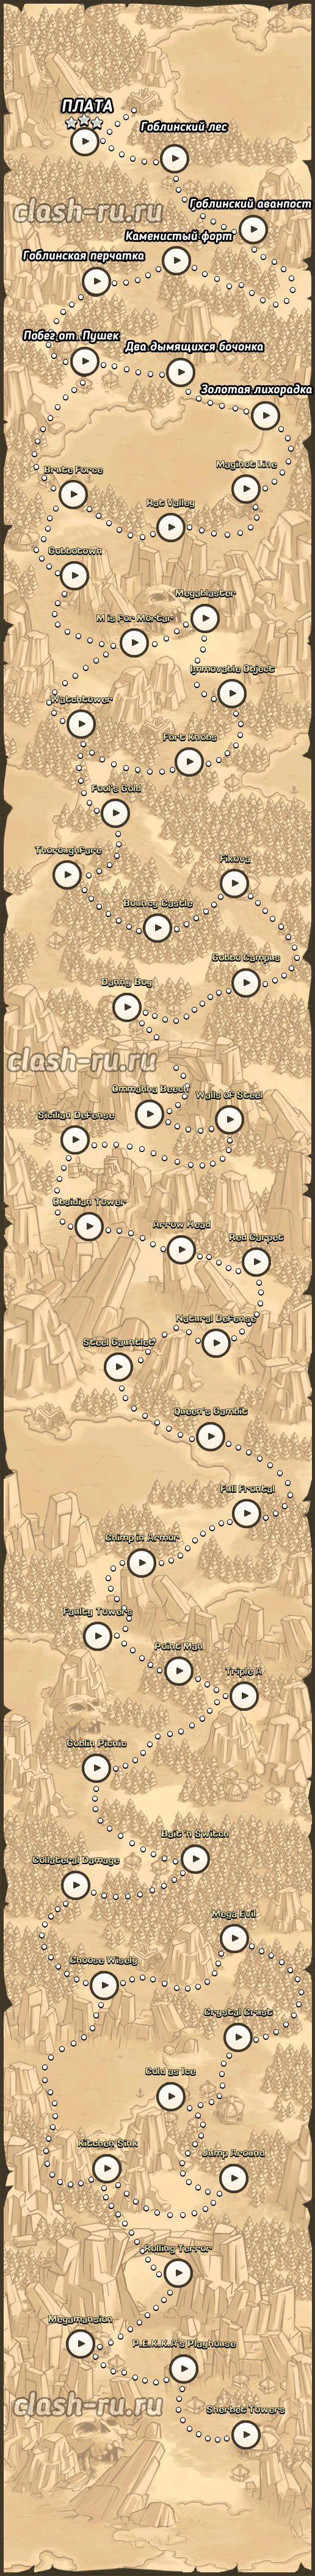 ПЛАТА
Гоблинский лес
clash-ru.ru
Гоблинский аванпост
Каменистый форт
Гоблинская перчатка
Побег от Пушек
Два дымящихся бочонка
Золотая лихорадка
Maginot Line
Brute Force
Rat Valley
Gobbotown
Megablaster
M is For Mortar
Immovable Object
Watchtower
Fort Knobs
Fool's Gold
Thoroughfare
Fikova
Bouncy Castle
Gobbo Campus
Danny Boy
clash-ru.ru
Ommahha Beech
Walls OF Steel
Sicilian Defense
Obsidian Tower
Arrow Head
Red Carpet
Natural Defense
Steel Gauntlet
Queen's Gambit
Full Frontal
Chimp in Armor
Faulty Towers
Point Man
Triple A
Goblin Picnic
Bait 'n Switch
Collateral Damage
Mega Evil
Choose Wisely
Crystal Crust
Cold as Ice
Kitchen Sink
Jump Around
Rolling Terror
Megamansion
P.E.K.K.A's Playhouse
clash-ru.ru
Sherbet Towers